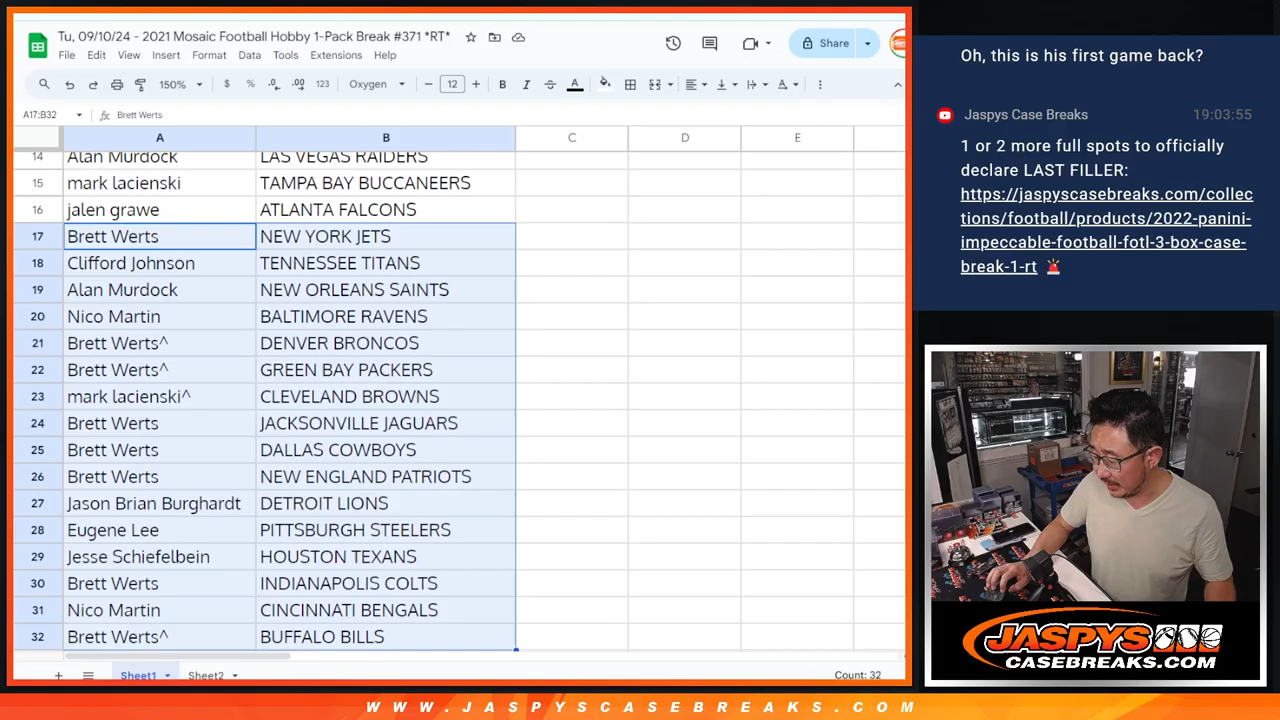 Tu, 09/10/24 - 2021 Mosaic Football Hobby 1-Pack Break #371 *RT*
File Edit View Insert Format Data Tools Extensions Help
Share
150% $ % .0 .00 123 Oxygen 12 B I A
A17:B32 fx Brett Werts
A B C D E
14 Alan Murdock LAS VEGAS RAIDERS
15 mark lacienski TAMPA BAY BUCCANEERS
16 jalen grawe ATLANTA FALCONS
17 Brett Werts NEW YORK JETS
18 Clifford Johnson TENNESSEE TITANS
19 Alan Murdock NEW ORLEANS SAINTS
20 Nico Martin BALTIMORE RAVENS
21 Brett Werts^ DENVER BRONCOS
22 Brett Werts^ GREEN BAY PACKERS
23 mark lacienski^ CLEVELAND BROWNS
24 Brett Werts JACKSONVILLE JAGUARS
25 Brett Werts DALLAS COWBOYS
26 Brett Werts NEW ENGLAND PATRIOTS
27 Jason Brian Burghardt DETROIT LIONS
28 Eugene Lee PITTSBURGH STEELERS
29 Jesse Schiefelbein HOUSTON TEXANS
30 Brett Werts INDIANAPOLIS COLTS
31 Nico Martin CINCINNATI BENGALS
32 Brett Werts^ BUFFALO BILLS
Sheet1 Sheet2 Count: 32
Oh, this is his first game back?
Jaspys Case Breaks 19:03:55
1 or 2 more full spots to officially
declare LAST FILLER:
https://jaspyscasebreaks.com/collec
tions/football/products/2022-panini-
impeccable-football-fotl-3-box-case-
break-1-rt 🚨
JASPYS
CASEBREAKS.COM
WWW.JASPYSCASEBREAKS.COM